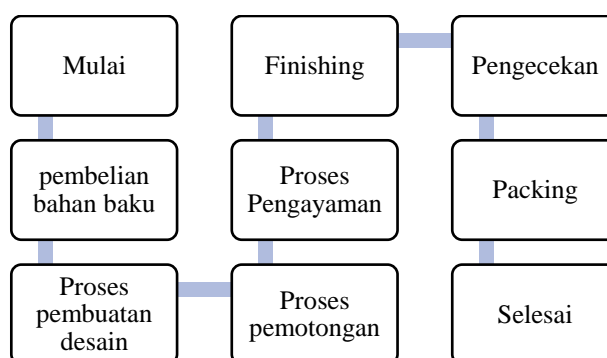 Mulai
pembelian
bahan baku
Proses
pembuatan
desain
Proses
pemotongan
Proses
Pengayaman
Finishing
Pengecekan
Packing
Selesai